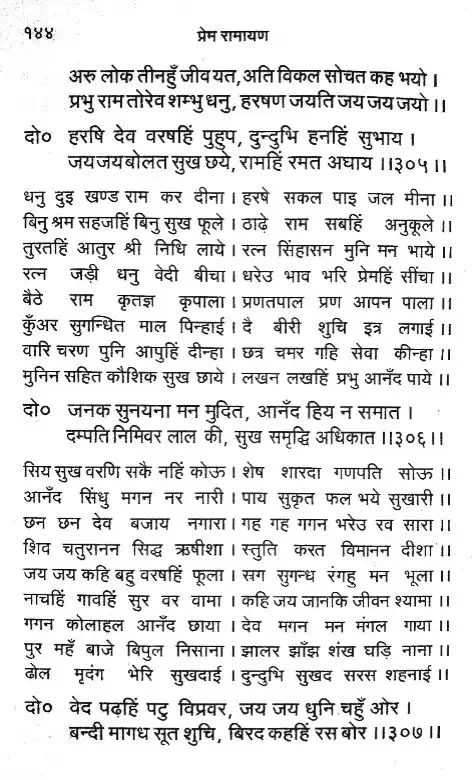 १४४ प्रेम रामायण
अरु लोक तीनहुँ जीव यत, अति विकल सोचत कह भयो ।
प्रभु राम तोरेव शम्भु धनु, हरषण जयति जय जय जयो ।।
दो० हरषि देव वरषहिं पुहुप, दुन्दुभि हनहिं सुभाय ।
जय जय बोलत सुख छये, रामहिं रमत अघाय ।।३०५।।
धनु दुइ खण्ड राम कर दीना । हरषे सकल पाइ जल मीना ।।
बिनु श्रम सहजहिं बिनु सुख फूले । ठाढ़े राम सबहिं अनुकूले ।।
तुरतहिं आतुर श्री निधि लाये । रत्न सिंहासन मुनि मन भाये ।।
रत्न जड़ी धनु वेदी बीचा । धरेउ भाव भरि प्रेमहिं सींचा ।।
बैठे राम कृतज्ञ कृपाला । प्रणतपाल प्रण आपन पाला ।।
कुँअर सुगन्धित माल पिन्हाई । दै बीरी शुचि इत्र लगाई ।।
वारि चरण पुनि आपुहिं दीन्हा । छत्र चमर गहि सेवा कीन्हा ।।
मुनिन सहित कौशिक सुख छाये । लखन लखहिं प्रभु आनँद पाये ।।
दो० जनक सुनयना मन मुदित, आनँद हिय न समात ।
दम्पति निमिवर लाल की, सुख समृद्धि अधिकात ।।३०६।।
सिय सुख वरणि सकै नहिं कोऊ । शेष शारदा गणपति सोऊ ।।
आनँद सिंधु मगन नर नारी । पाय सुकृत फल भये सुखारी ।।
छन छन देव बजाय नगारा । गह गह गगन भरेउ रव सारा ।।
शिव चतुरानन सिद्ध ऋषीशा । स्तुति करत विमानन दीशा ।।
जय जय कहि बहु वरषहिं फूला । स्रग सुगन्ध रंगहु मन भूला ।।
नाचहिं गावहिं सुर वर वामा । कहि जय जानकि जीवन श्यामा ।।
गगन कोलाहल आनँद छाया । देव मगन मन मंगल गाया ।।
पुर महँ बाजे बिपुल निसाना । झालर झाँझ शंख घड़ि नाना ।।
ढोल मृदंग भेरि सुखदाई । दुन्दुभि सुखद सरस शहनाई ।।
दो० वेद पढ़हिं पटु विप्रवर, जय जय धुनि चहुँ ओर ।
बन्दी मागध सूत शुचि, बिरद कहहिं रस बोर ।।३०७।।